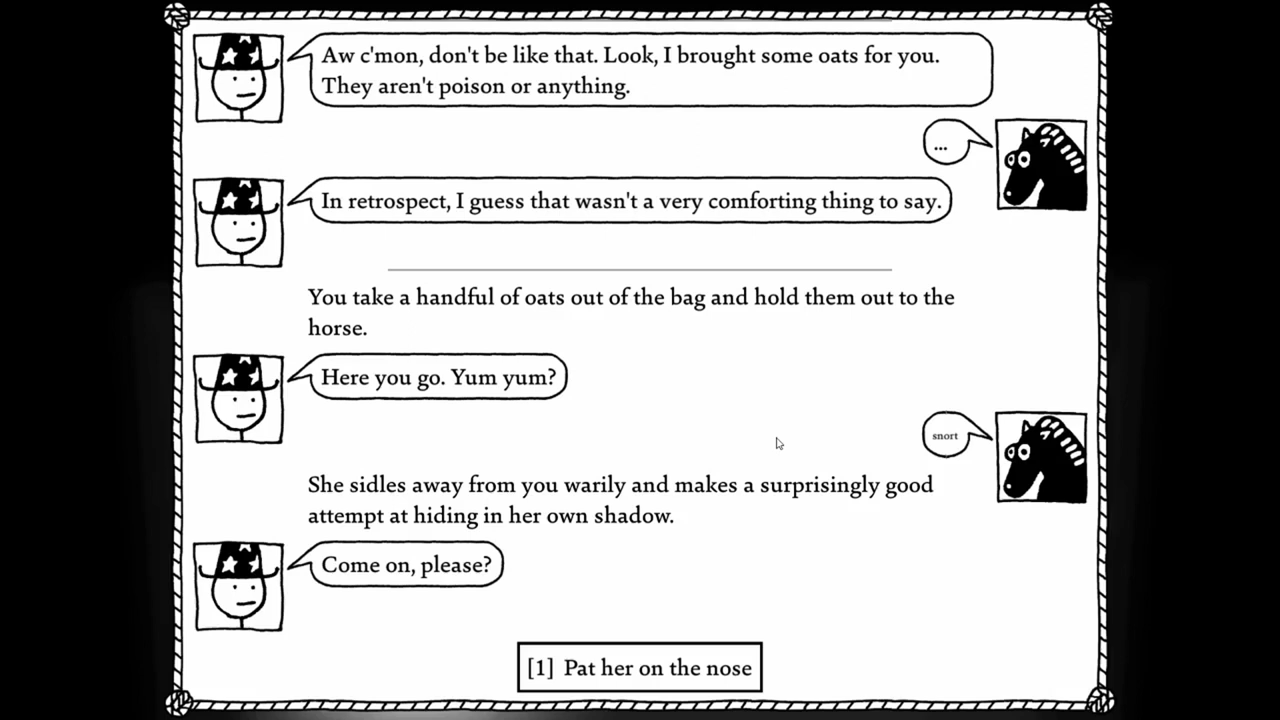 Aw c'mon, don't be like that. Look, I brought some oats for you.
They aren't poison or anything.
...
In retrospect, I guess that wasn't a very comforting thing to say.
You take a handful of oats out of the bag and hold them out to the
horse.
Here you go. Yum yum?
snort
She sidles away from you warily and makes a surprisingly good
attempt at hiding in her own shadow.
Come on, please?
[1] Pat her on the nose